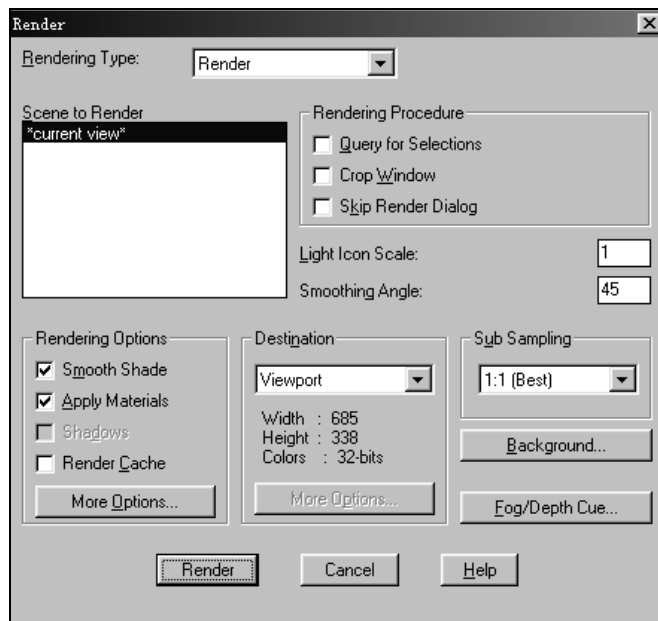 Render
Rendering Type:
Render
Scene to Render
*current view*
Rendering Procedure
Query for Selections
Crop Window
Skip Render Dialog
Light Icon Scale:
1
Smoothing Angle:
45
Rendering Options
Smooth Shade
Apply Materials
Shadows
Render Cache
More Options...
Destination
Viewport
Width : 685
Height : 338
Colors : 32-bits
More Options...
Sub Sampling
1:1 (Best)
Background...
Fog/Depth Cue...
Render
Cancel
Help